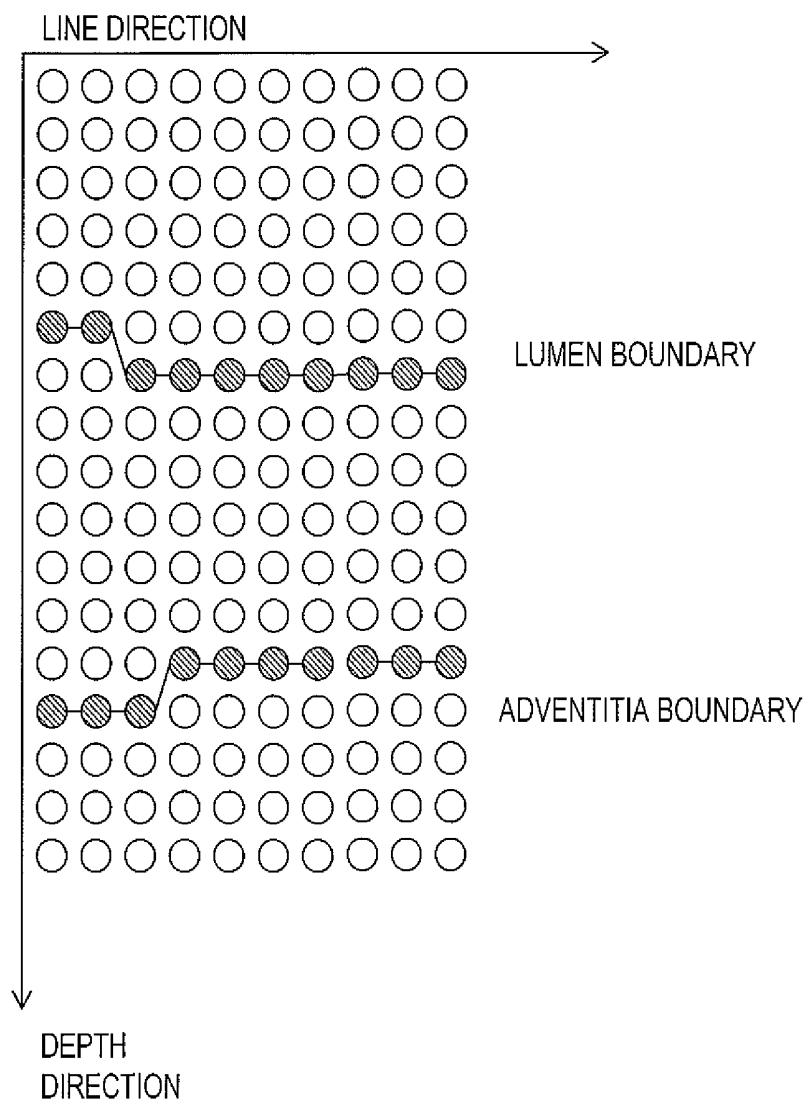 LINE DIRECTION
LUMEN BOUNDARY
ADVENTITIA BOUNDARY
DEPTH
DIRECTION